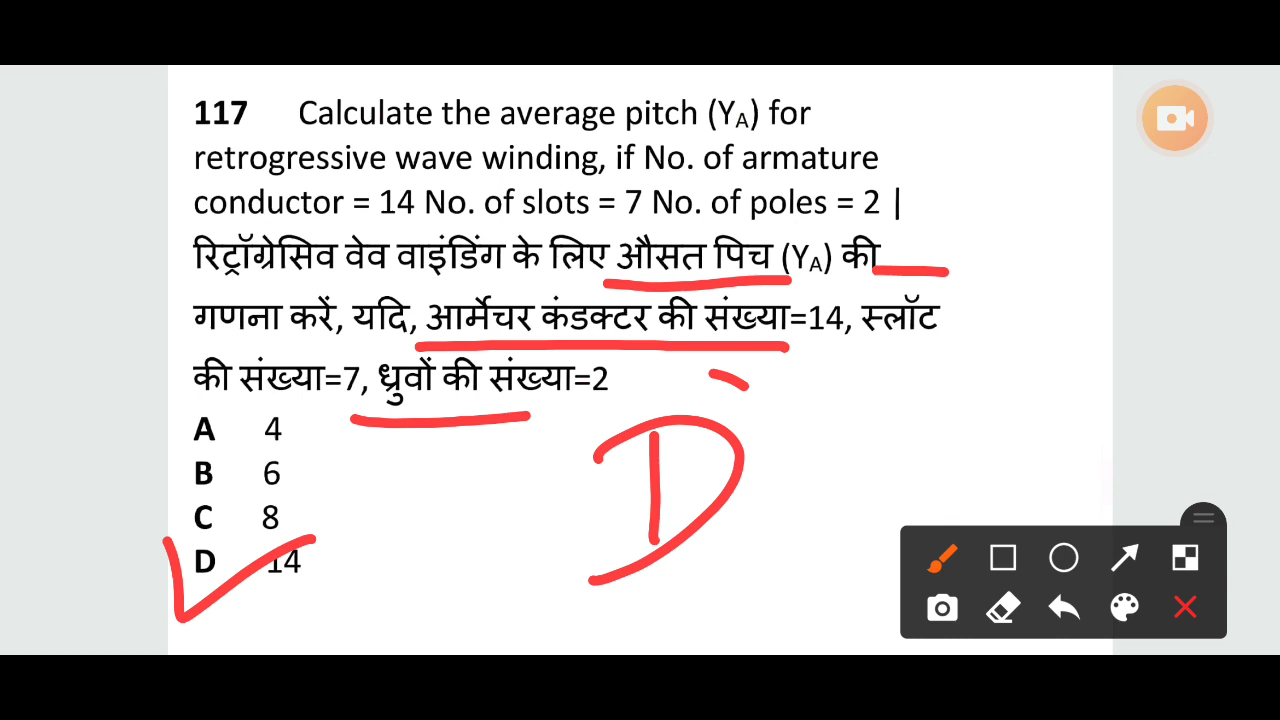 117 Calculate the average pitch (Yᴀ) for
retrogressive wave winding, if No. of armature
conductor = 14 No. of slots = 7 No. of poles = 2 |
रिट्रॉग्रेसिव वेव वाइंडिंग के लिए औसत पिच (Yᴀ) की
गणना करें, यदि, आर्मेचर कंडक्टर की संख्या=14, स्लॉट
की संख्या=7, ध्रुवों की संख्या=2
A 4
B 6
C 8
D 14
D